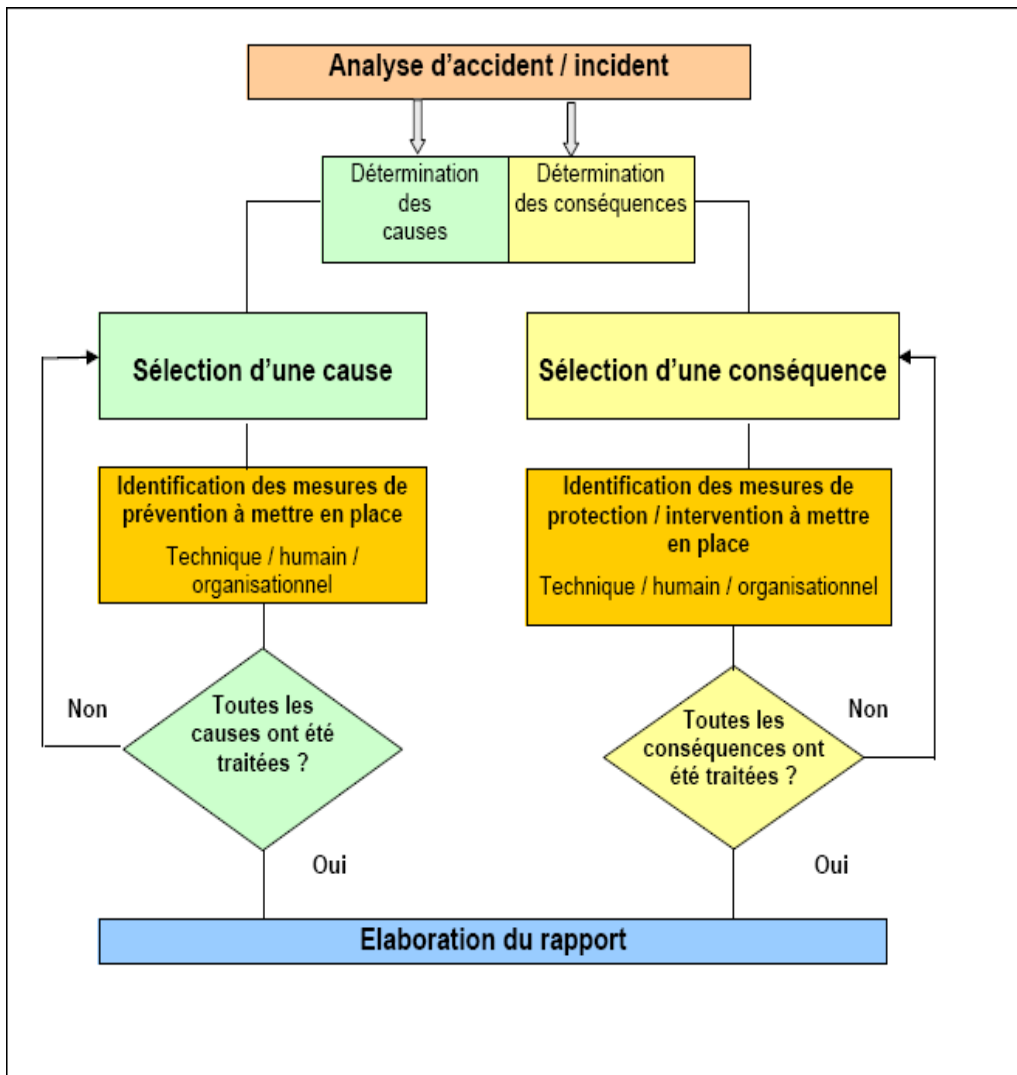 Analyse d'accident / incident
Détermination
des
causes
Détermination
des conséquences
Sélection d'une cause
Sélection d'une conséquence
Identification des mesures de
prévention à mettre en place
Technique / humain /
organisationnel
Identification des mesures de
protection / intervention à mettre
en place
Technique / humain / organisationnel
Non
Toutes les
causes ont été
traitées ?
Toutes les
conséquences ont
été traitées ?
Non
Oui
Oui
Elaboration du rapport